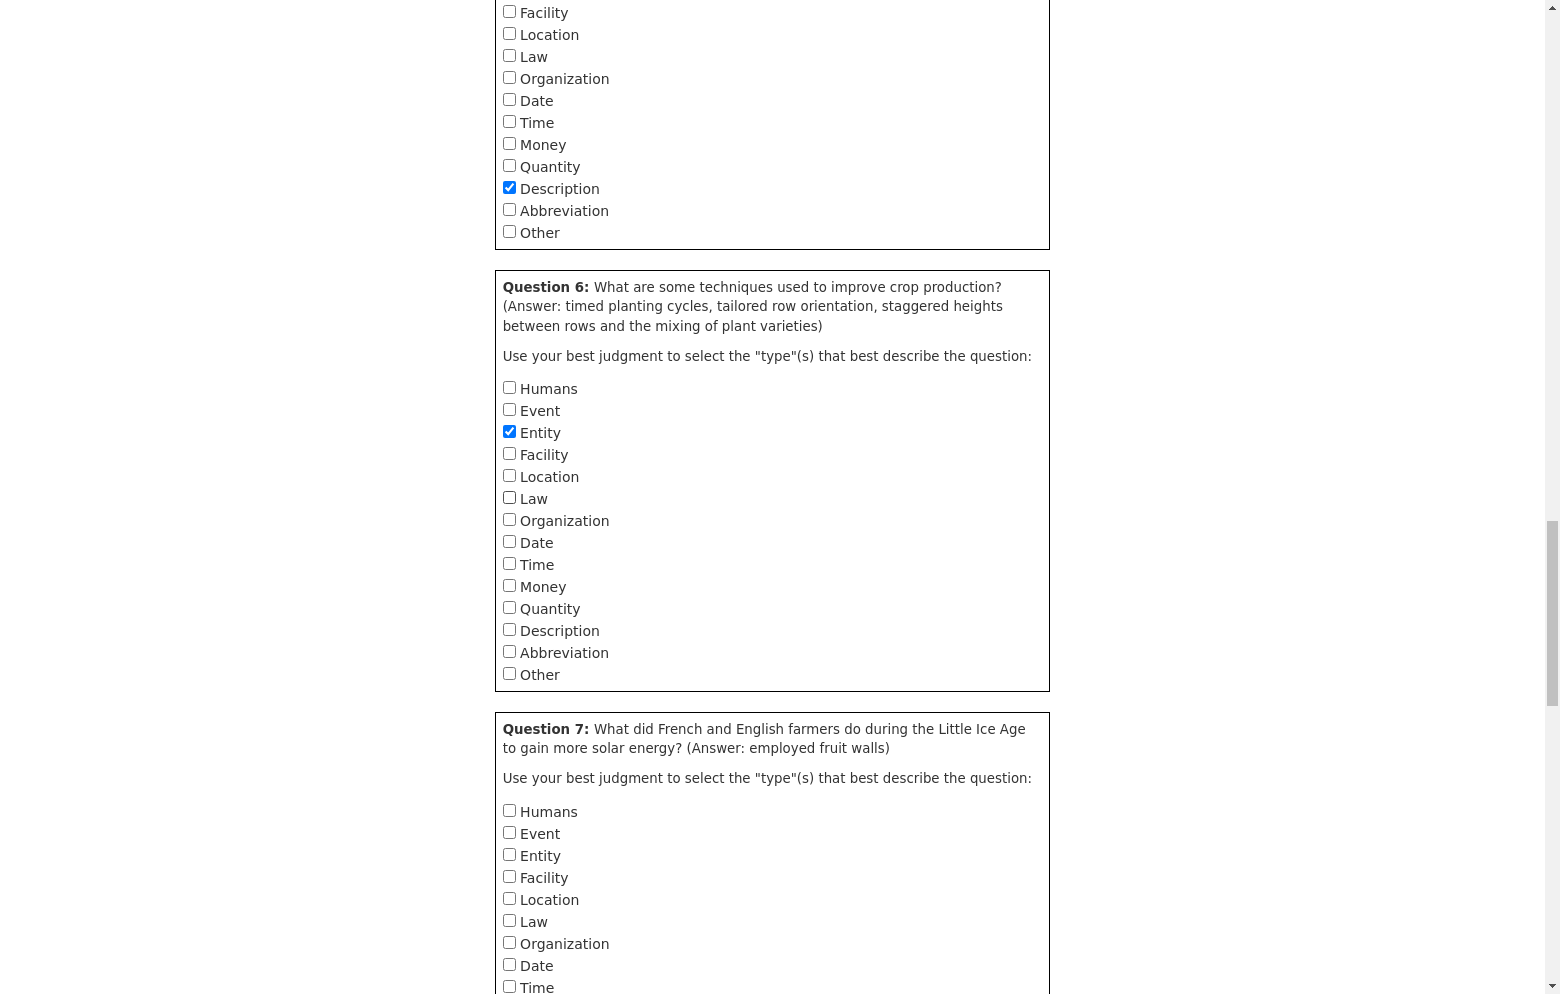 Facility
Location
Law
Organization
Date
Time
Money
Quantity
Description
Abbreviation
Other
Question 6: What are some techniques used to improve crop production?
(Answer: timed planting cycles, tailored row orientation, staggered heights
between rows and the mixing of plant varieties)
Use your best judgment to select the "type"(s) that best describe the question:
Humans
Event
Entity
Facility
Location
Law
Organization
Date
Time
Money
Quantity
Description
Abbreviation
Other
Question 7: What did French and English farmers do during the Little Ice Age
to gain more solar energy? (Answer: employed fruit walls)
Use your best judgment to select the "type"(s) that best describe the question:
Humans
Event
Entity
Facility
Location
Law
Organization
Date
Time